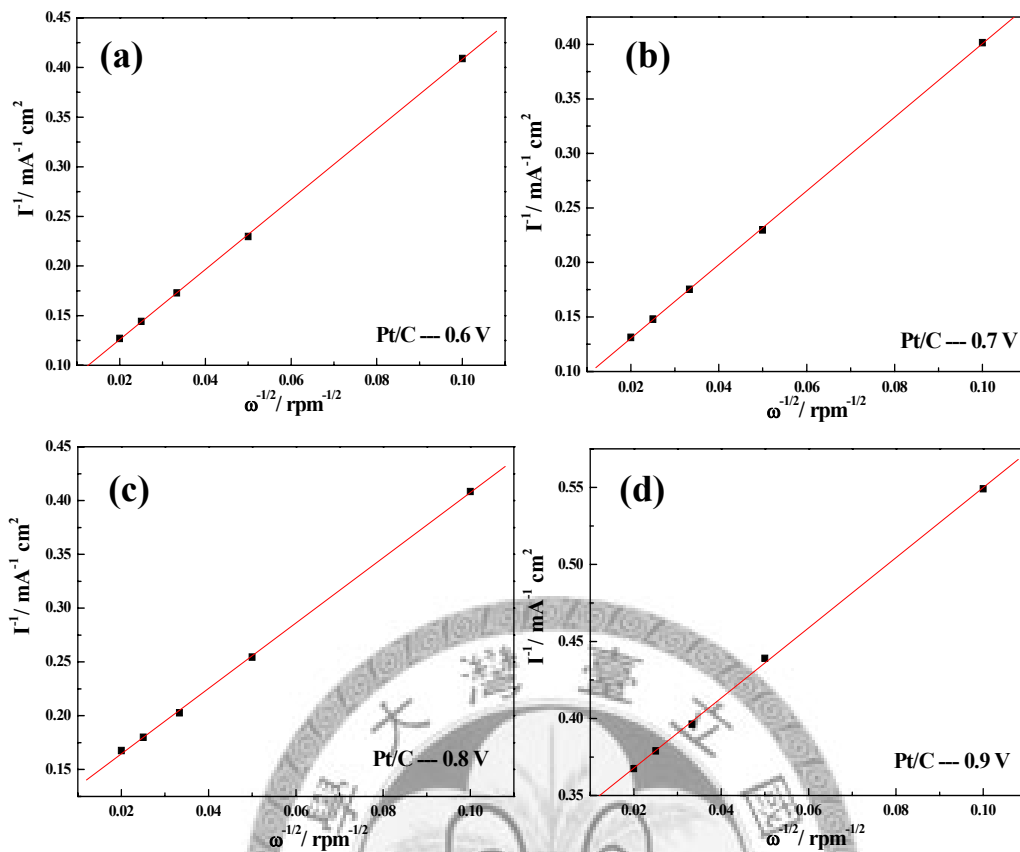 (a)
0.45
0.40
0.35
0.30
0.25
0.20
0.15
0.10
I⁻¹/ mA⁻¹ cm²
Pt/C --- 0.6 V
0.02 0.04 0.06 0.08 0.10
ω⁻¹/²/ rpm⁻¹/²
(b)
0.40
0.35
0.30
0.25
0.20
0.15
0.10
I⁻¹/ mA⁻¹ cm²
Pt/C --- 0.7 V
0.02 0.04 0.06 0.08 0.10
ω⁻¹/²/ rpm⁻¹/²
(c)
0.45
0.40
0.35
0.30
0.25
0.20
0.15
I⁻¹/ mA⁻¹ cm²
Pt/C --- 0.8 V
0.02 0.04 0.06 0.08 0.10
ω⁻¹/²/ rpm⁻¹/²
(d)
0.55
0.50
0.45
0.40
0.35
I⁻¹/ mA⁻¹ cm²
Pt/C --- 0.9 V
0.02 0.04 0.06 0.08 0.10
ω⁻¹/²/ rpm⁻¹/²
國立臺灣大學